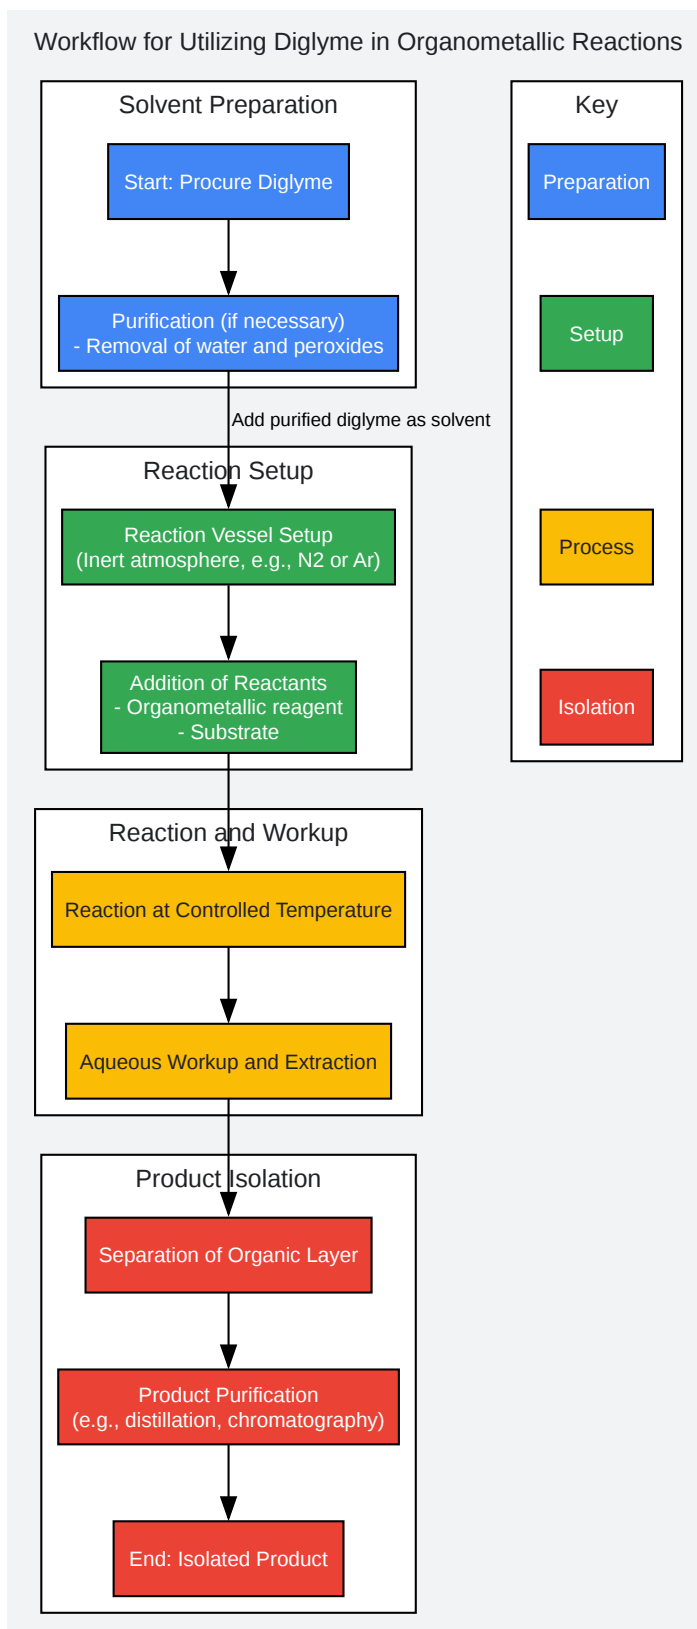 Workflow for Utilizing Diglyme in Organometallic Reactions
Solvent Preparation
Start: Procure Diglyme
Purification (if necessary)
- Removal of water and peroxides
Add purified diglyme as solvent
Reaction Setup
Reaction Vessel Setup
(Inert atmosphere, e.g., N2 or Ar)
Addition of Reactants
- Organometallic reagent
- Substrate
Reaction and Workup
Reaction at Controlled Temperature
Aqueous Workup and Extraction
Product Isolation
Separation of Organic Layer
Product Purification
(e.g., distillation, chromatography)
End: Isolated Product
Key
Preparation
Setup
Process
Isolation